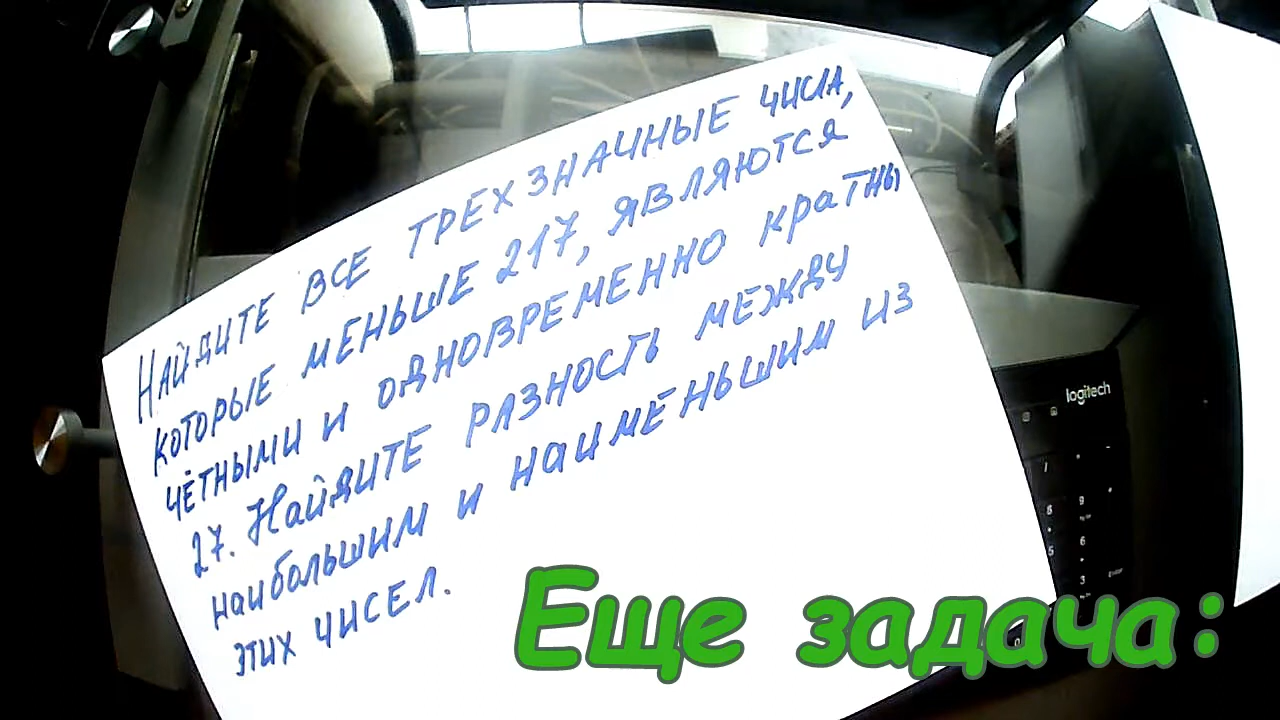 НАЙДИТЕ ВСЕ ТРЕХЗНАЧНЫЕ ЧИСЛА,
КОТОРЫЕ МЕНЬШЕ 217, ЯВЛЯЮТСЯ
ЧЁТНЫМИ И ОДНОВРЕМЕННО КРАТНЫ
27. НАЙДИТЕ РАЗНОСТЬ МЕЖДУ
НАИБОЛЬШИМ И НАИМЕНЬШИМ ИЗ
ЭТИХ ЧИСЕЛ.
Еще задача:
logitech